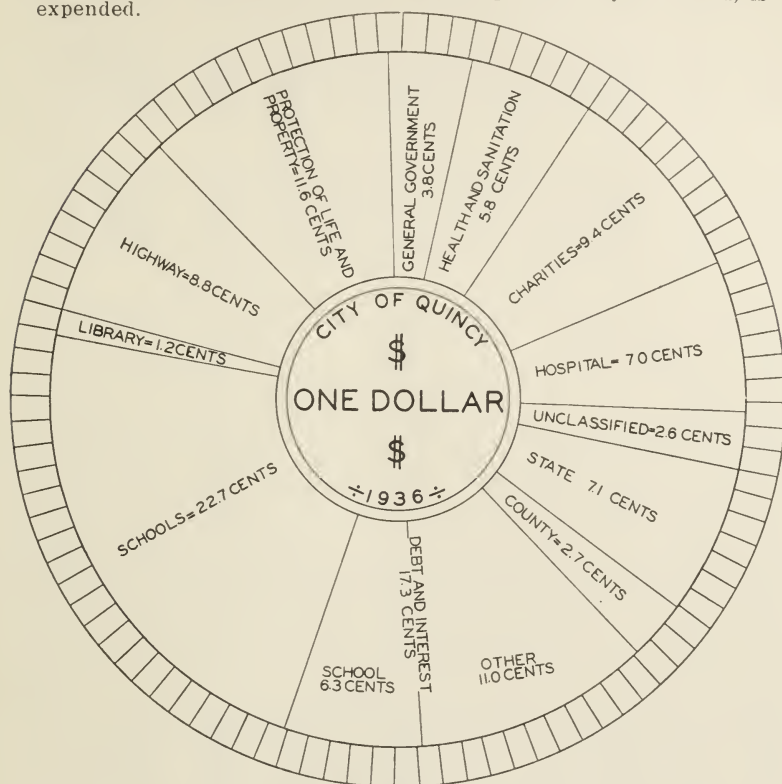 expended.
PROTECTION OF LIFE AND
PROPERTY=11.6 CENTS
GENERAL GOVERNMENT
3.8 CENTS
HEALTH AND SANITATION
5.8 CENTS
CHARITIES=9.4 CENTS
HOSPITAL= 7 0 CENTS
UNCLASSIFIED=2.6 CENTS
STATE 7.1 CENTS
COUNTY=2.7 CENTS
OTHER
11.0 CENTS
DEBT AND INTEREST
17.3 CENTS
SCHOOL
6.3 CENTS
SCHOOLS=22.7 CENTS
LIBRARY=1.2 CENTS
HIGHWAY=8.8 CENTS
CITY OF QUINCY
$
ONE DOLLAR
$
÷1936÷